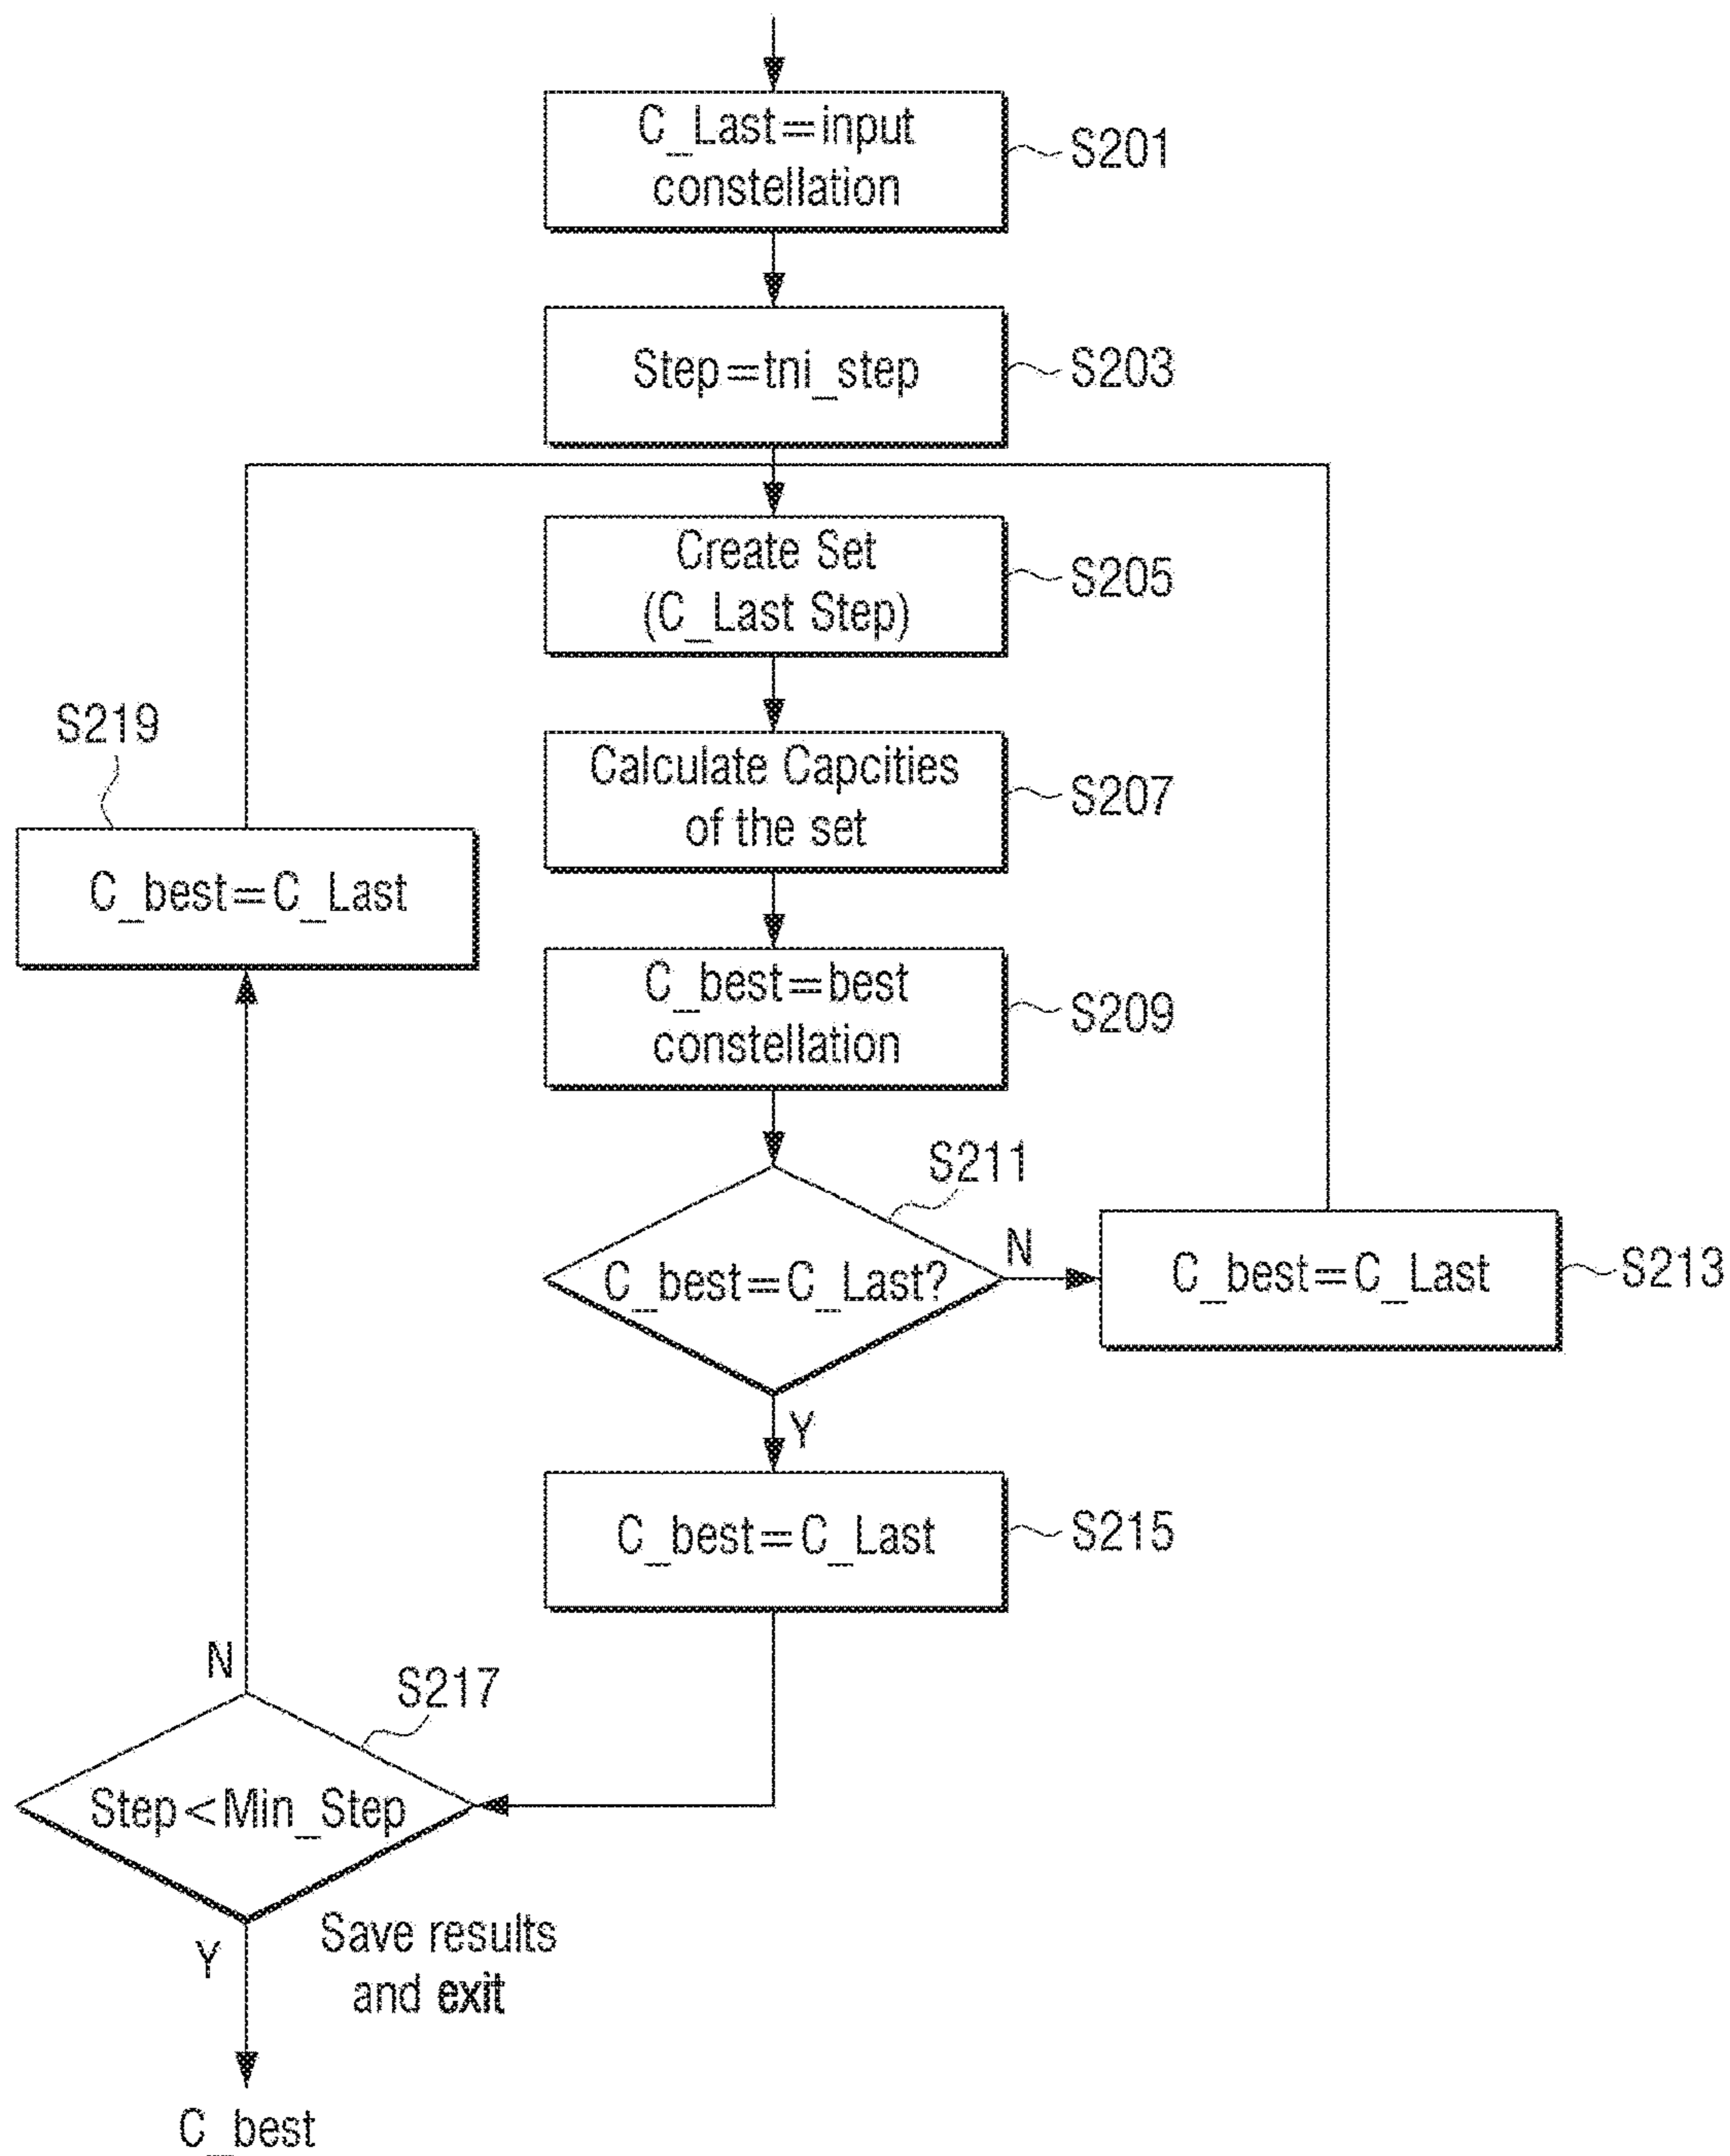 C_Last=input
constellation
S201
Step=tni_step
S203
Create Set
(C_Last Step)
S205
Calculate Capcities
of the set
S207
S219
C_best=C_Last
C_best=best
constellation
S209
S211
C_best=C_Last?
N
C_best=C_Last
S213
Y
C_best=C_Last
S215
N
S217
Step<Min_Step
Y
Save results
and exit
C_best